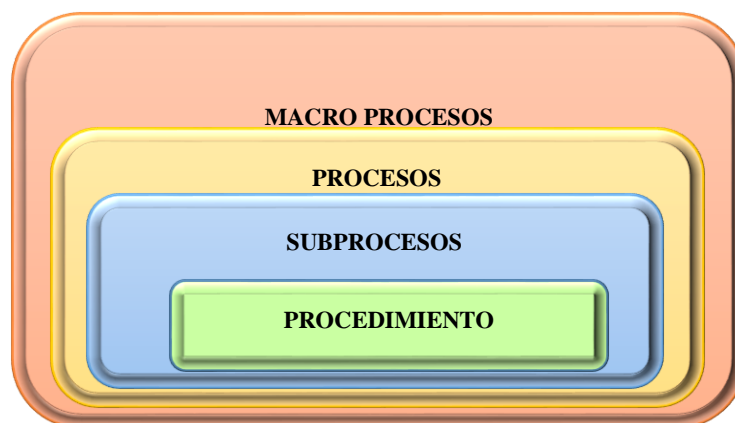 MACRO PROCESOS
PROCESOS
SUBPROCESOS
PROCEDIMIENTO